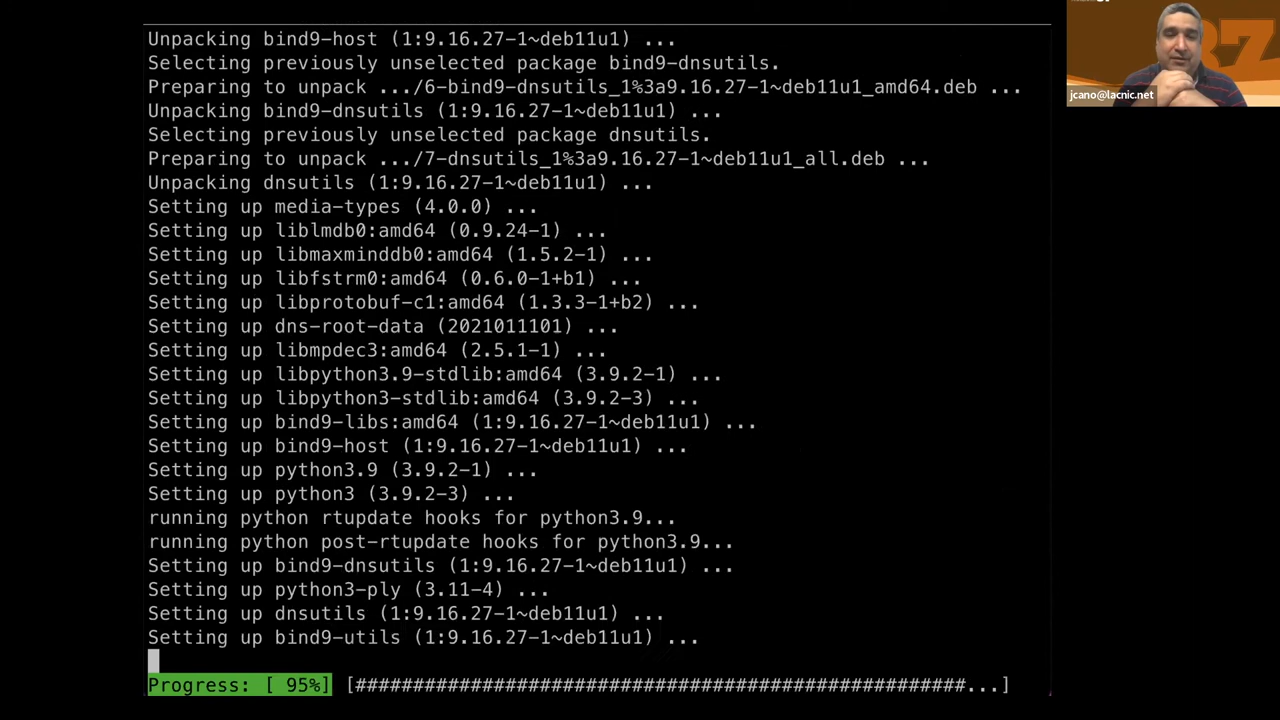 Unpacking bind9-host (1:9.16.27-1~deb11u1) ...
Selecting previously unselected package bind9-dnsutils.
Preparing to unpack .../6-bind9-dnsutils_1%3a9.16.27-1~deb11u1_amd64.deb ...
Unpacking bind9-dnsutils (1:9.16.27-1~deb11u1) ...
Selecting previously unselected package dnsutils.
Preparing to unpack .../7-dnsutils_1%3a9.16.27-1~deb11u1_all.deb ...
Unpacking dnsutils (1:9.16.27-1~deb11u1) ...
Setting up media-types (4.0.0) ...
Setting up liblmdb0:amd64 (0.9.24-1) ...
Setting up libmaxminddb0:amd64 (1.5.2-1) ...
Setting up libfstrm0:amd64 (0.6.0-1+b1) ...
Setting up libprotobuf-c1:amd64 (1.3.3-1+b2) ...
Setting up dns-root-data (2021011101) ...
Setting up libmpdec3:amd64 (2.5.1-1) ...
Setting up libpython3.9-stdlib:amd64 (3.9.2-1) ...
Setting up libpython3-stdlib:amd64 (3.9.2-3) ...
Setting up bind9-libs:amd64 (1:9.16.27-1~deb11u1) ...
Setting up bind9-host (1:9.16.27-1~deb11u1) ...
Setting up python3.9 (3.9.2-1) ...
Setting up python3 (3.9.2-3) ...
running python rtupdate hooks for python3.9...
running python post-rtupdate hooks for python3.9...
Setting up bind9-dnsutils (1:9.16.27-1~deb11u1) ...
Setting up python3-ply (3.11-4) ...
Setting up dnsutils (1:9.16.27-1~deb11u1) ...
Setting up bind9-utils (1:9.16.27-1~deb11u1) ...
Progress: [ 95%] [#####################################################...]
jcano@lacnic.net